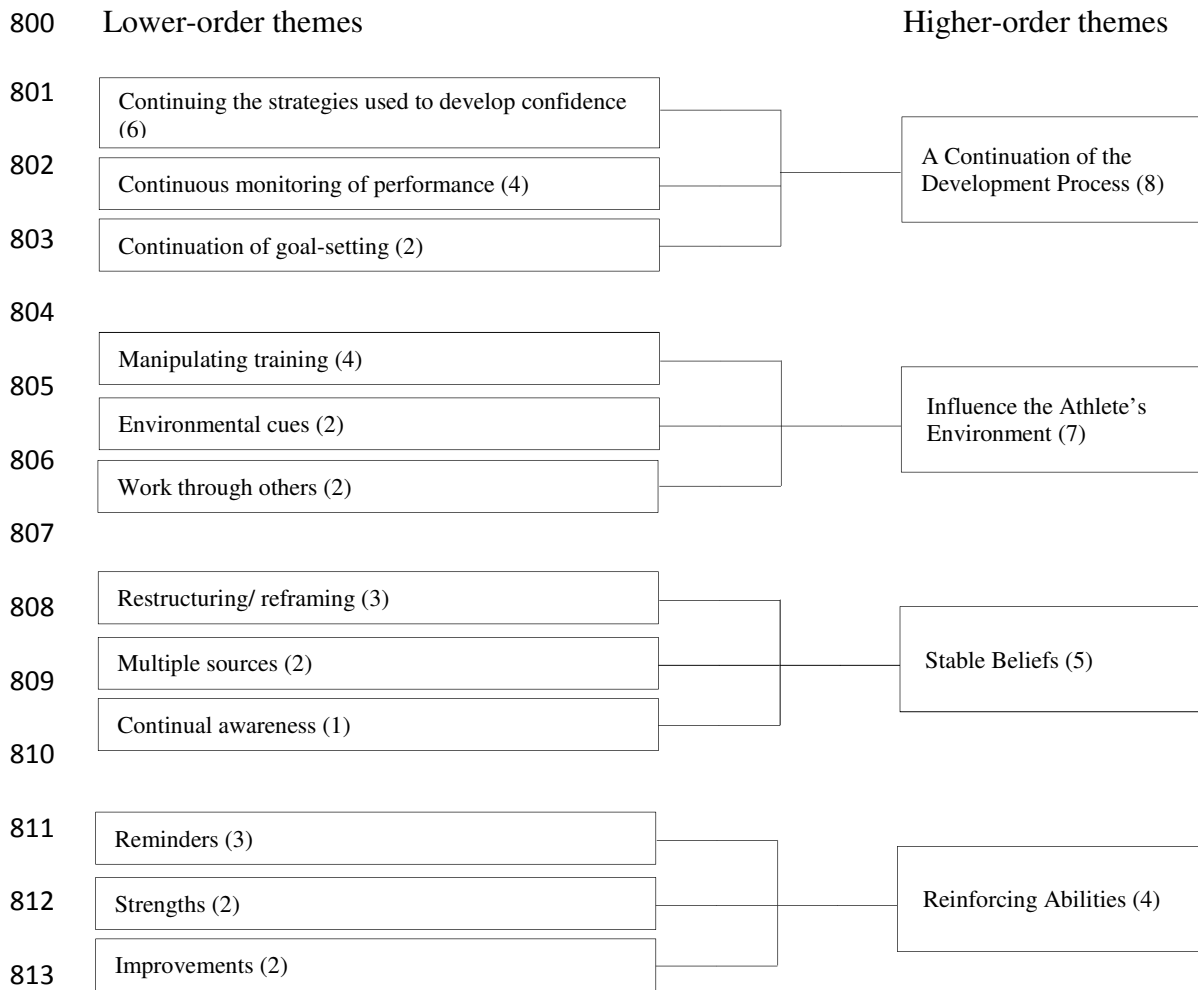 800 Lower-order themes Higher-order themes
801
Continuing the strategies used to develop confidence
(6)
802
Continuous monitoring of performance (4)
803
Continuation of goal-setting (2)
A Continuation of the
Development Process (8)
804
Manipulating training (4)
805
Environmental cues (2)
806
Work through others (2)
Influence the Athlete's
Environment (7)
807
808
Restructuring/ reframing (3)
Multiple sources (2)
809
Continual awareness (1)
Stable Beliefs (5)
810
811
Reminders (3)
812
Strengths (2)
813
Improvements (2)
Reinforcing Abilities (4)